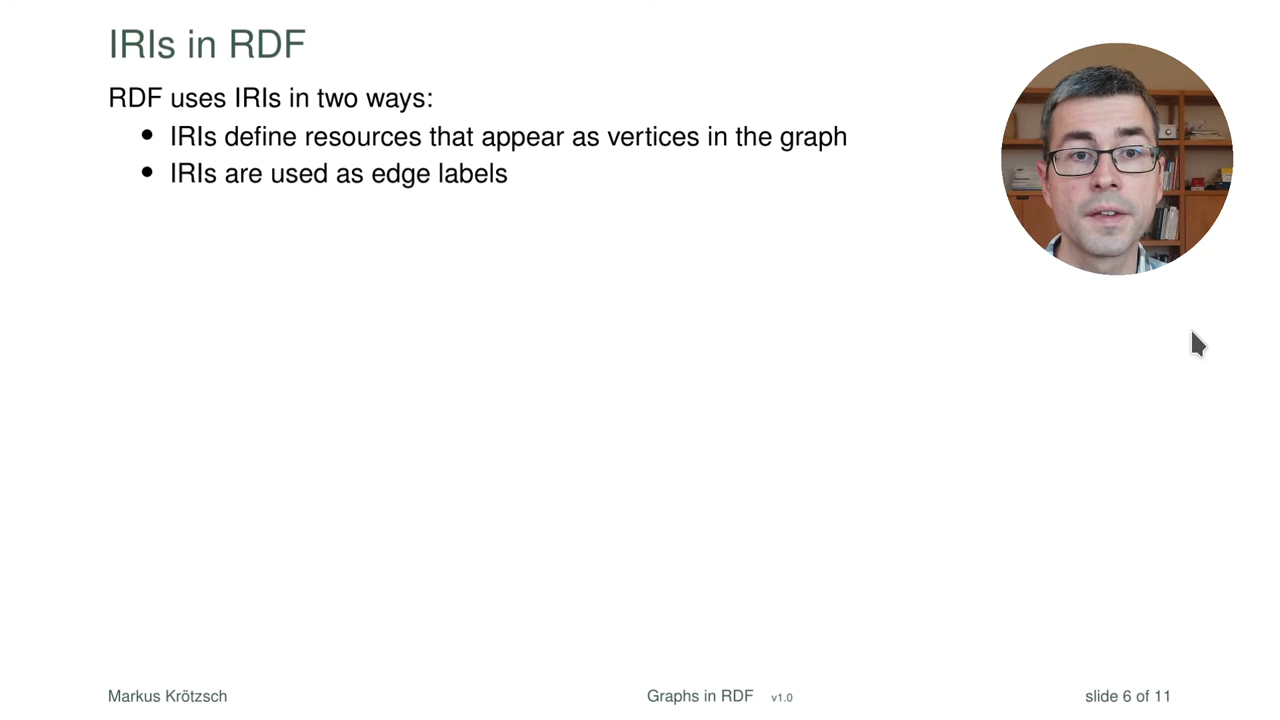 IRIs in RDF
RDF uses IRIs in two ways:
• IRIs define resources that appear as vertices in the graph
• IRIs are used as edge labels
Markus Krötzsch
Graphs in RDF v1.0
slide 6 of 11